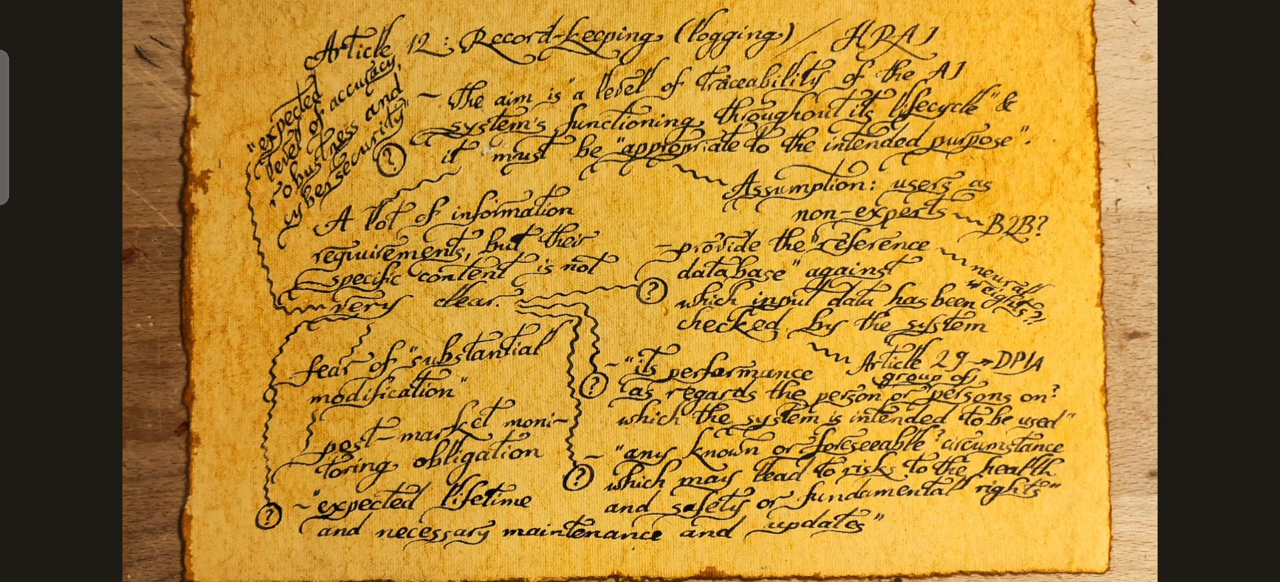 Article 12: Record-keeping (logging) / HRAI
"expected
level of accuracy,
robustness and
cybersecurity"
?
– The aim is "a level of traceability of the AI
system's functioning throughout its lifecycle" &
it must be "appropriate to the intended purpose".
Assumption: users as
non-experts
B2B?
A lot of information
requirements, but their
specific content is not
very clear.
?
– provide the "reference
database" against
which input data has been
checked by the system
neural
weights??
Article 29 → DPIA
fear of "substantial
modification"
post-market moni-
toring obligation
?
– "expected lifetime
and necessary maintenance and updates"
?
– "its performance
as regards the person or group of persons on?
which the system is intended to be used"
?
– "any known or foreseeable? circumstance
which may lead to risks to the health
and safety or fundamental rights"